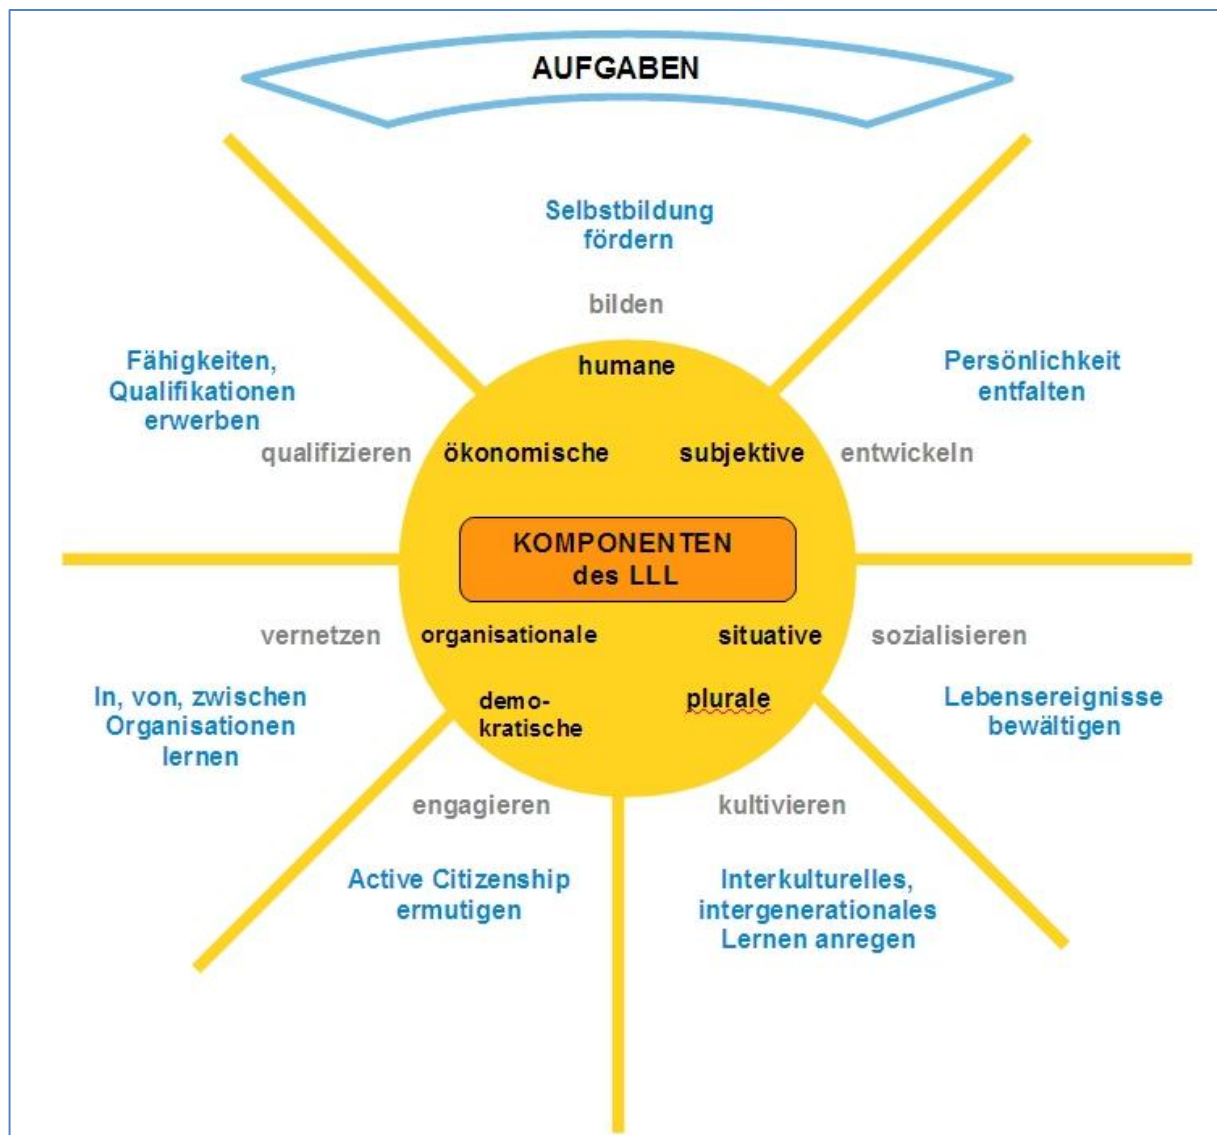 AUFGABEN
Selbstbildung
fördern
bilden
humane
Fähigkeiten,
Qualifikationen
erwerben
Persönlichkeit
entfalten
qualifizieren
ökonomische
subjektive
entwickeln
KOMPONENTEN
des LLL
vernetzen
organisationale
situative
sozialisieren
In, von, zwischen
Organisationen
lernen
demo-
kratische
plurale
Lebensereignisse
bewältigen
engagieren
kultivieren
Active Citizenship
ermutigen
Interkulturelles,
intergenerationales
Lernen anregen